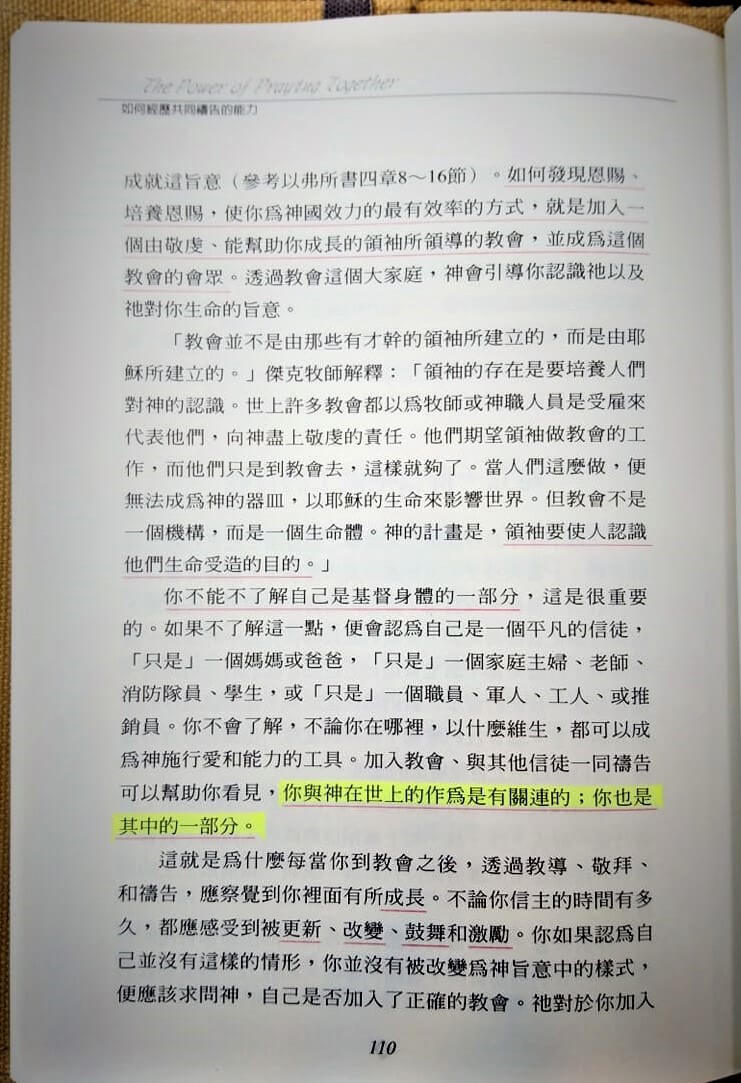 The Power of Praying Together
如何經歷共同禱告的能力
成就這旨意（參考以弗所書四章8～16節）。如何發現恩賜、
培養恩賜，使你爲神國效力的最有效率的方式，就是加入一
個由敬虔、能幫助你成長的領袖所領導的教會，並成爲這個
教會的會眾。透過教會這個大家庭，神會引導你認識祂以及
祂對你生命的旨意。
「教會並不是由那些有才幹的領袖所建立的，而是由耶
穌所建立的。」傑克牧師解釋：「領袖的存在是要培養人們
對神的認識。世上許多教會都以爲牧師或神職人員是受雇來
代表他們，向神盡上敬虔的責任。他們期望領袖做教會的工
作，而他們只是到教會去，這樣就夠了。當人們這麼做，便
無法成爲神的器皿，以耶穌的生命來影響世界。但教會不是
一個機構，而是一個生命體。神的計畫是，領袖要使人認識
他們生命受造的目的。」
你不能不了解自己是基督身體的一部分，這是很重要
的。如果不了解這一點，便會認爲自己是一個平凡的信徒，
「只是」一個媽媽或爸爸，「只是」一個家庭主婦、老師、
消防隊員、學生，或「只是」一個職員、軍人、工人、或推
銷員。你不會了解，不論你在哪裡，以什麼維生，都可以成
爲神施行愛和能力的工具。加入教會、與其他信徒一同禱告
可以幫助你看見，你與神在世上的作爲是有關連的；你也是
其中的一部分。
這就是爲什麼每當你到教會之後，透過教導、敬拜、
和禱告，應察覺到你裡面有所成長。不論你信主的時間有多
久，都應感受到被更新、改變、鼓舞和激勵。你如果認爲自
己並沒有這樣的情形，你並沒有被改變爲神旨意中的樣式，
便應該求問神，自己是否加入了正確的教會。祂對於你加入
110